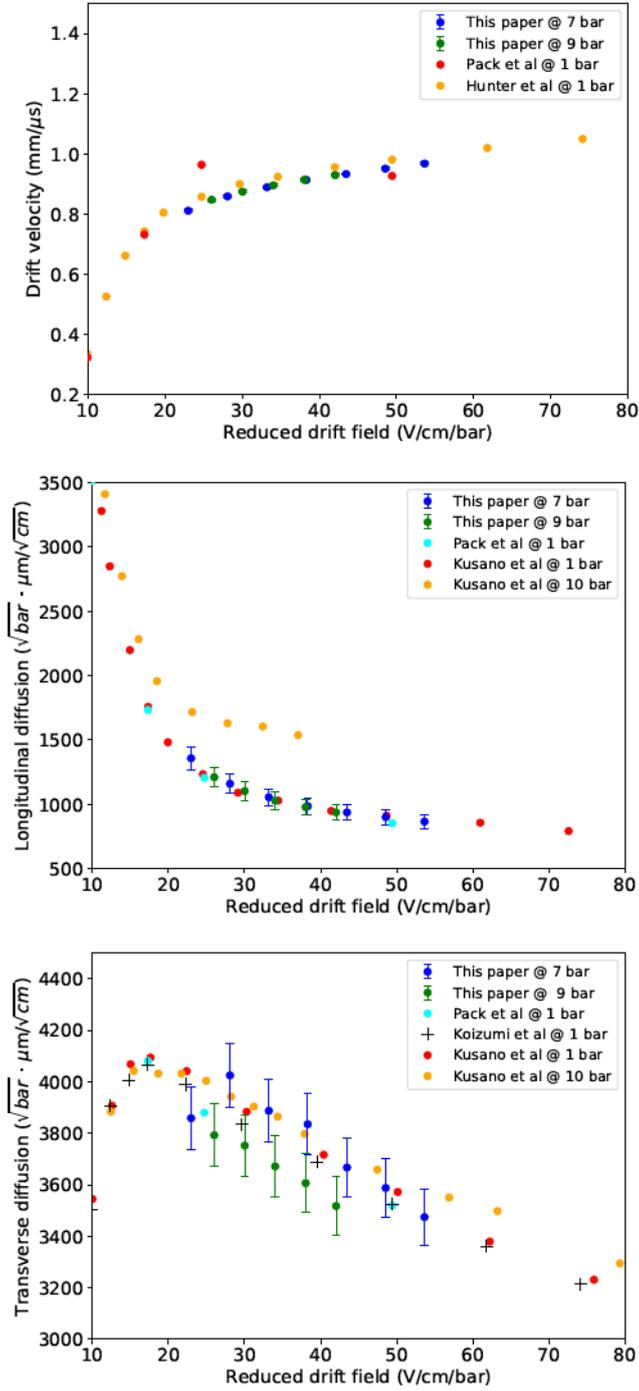 1.4
1.2
1.0
0.8
0.6
0.4
0.2
Drift velocity (mm/μs)
This paper @ 7 bar
This paper @ 9 bar
Pack et al @ 1 bar
Hunter et al @ 1 bar
10 20 30 40 50 60 70 80
Reduced drift field (V/cm/bar)
3500
3000
2500
2000
1500
1000
500
Longitudinal diffusion (√bar · μm/√cm)
This paper @ 7 bar
This paper @ 9 bar
Pack et al @ 1 bar
Kusano et al @ 1 bar
Kusano et al @ 10 bar
10 20 30 40 50 60 70 80
Reduced drift field (V/cm/bar)
4400
4200
4000
3800
3600
3400
3200
3000
Transverse diffusion (√bar · μm/√cm)
This paper @ 7 bar
This paper @ 9 bar
Pack et al @ 1 bar
Koizumi et al @ 1 bar
Kusano et al @ 1 bar
Kusano et al @ 10 bar
10 20 30 40 50 60 70 80
Reduced drift field (V/cm/bar)